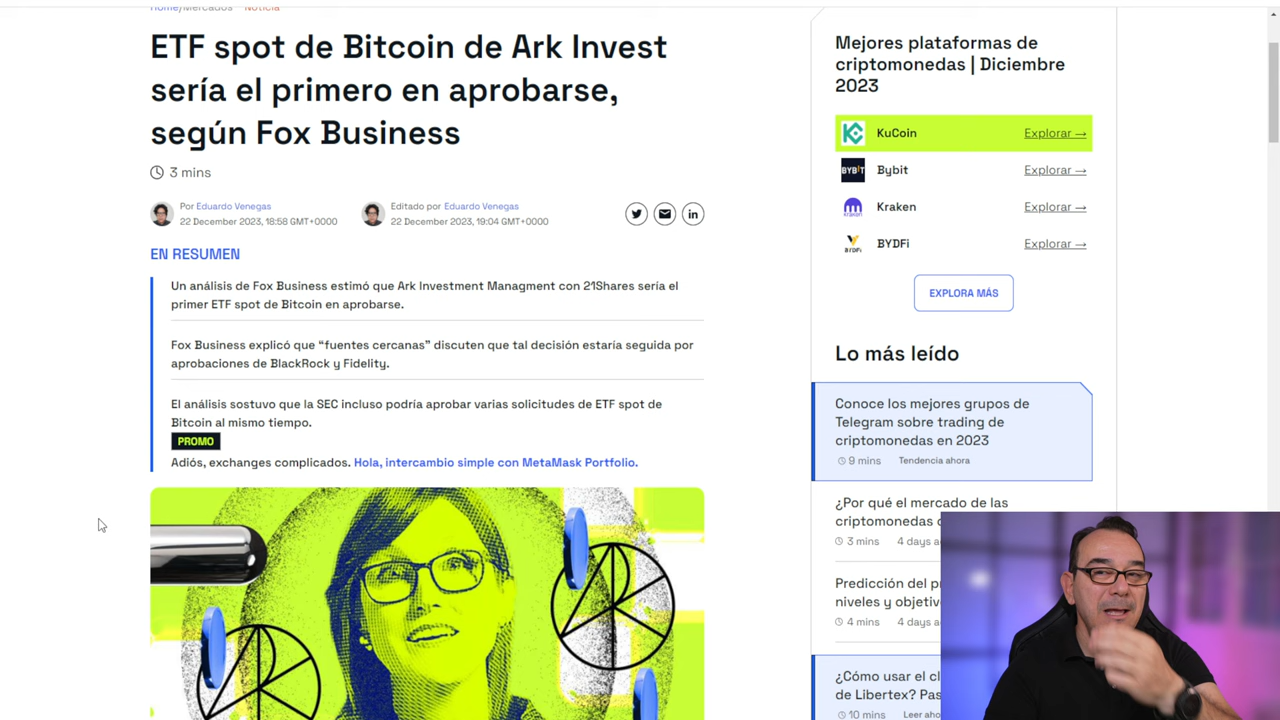 Home/Mercados Noticia
ETF spot de Bitcoin de Ark Invest
sería el primero en aprobarse,
según Fox Business
3 mins
Por Eduardo Venegas
22 December 2023, 18:58 GMT+0000
Editado por Eduardo Venegas
22 December 2023, 19:04 GMT+0000
in
EN RESUMEN
Un análisis de Fox Business estimó que Ark Investment Managment con 21Shares sería el
primer ETF spot de Bitcoin en aprobarse.
Fox Business explicó que “fuentes cercanas” discuten que tal decisión estaría seguida por
aprobaciones de BlackRock y Fidelity.
El análisis sostuvo que la SEC incluso podría aprobar varias solicitudes de ETF spot de
Bitcoin al mismo tiempo.
PROMO
Adiós, exchanges complicados. Hola, intercambio simple con MetaMask Portfolio.
Mejores plataformas de
criptomonedas | Diciembre
2023
KuCoin Explorar →
BYBIT Bybit Explorar →
Kraken Explorar →
BYDFi BYDFi Explorar →
EXPLORA MÁS
Lo más leído
Conoce los mejores grupos de
Telegram sobre trading de
criptomonedas en 2023
9 mins Tendencia ahora
¿Por qué el mercado de las
criptomonedas
3 mins 4 days
Predicción del
niveles y
4 mins 4 days
¿Cómo usar el
de Libertex?
10 mins Leer